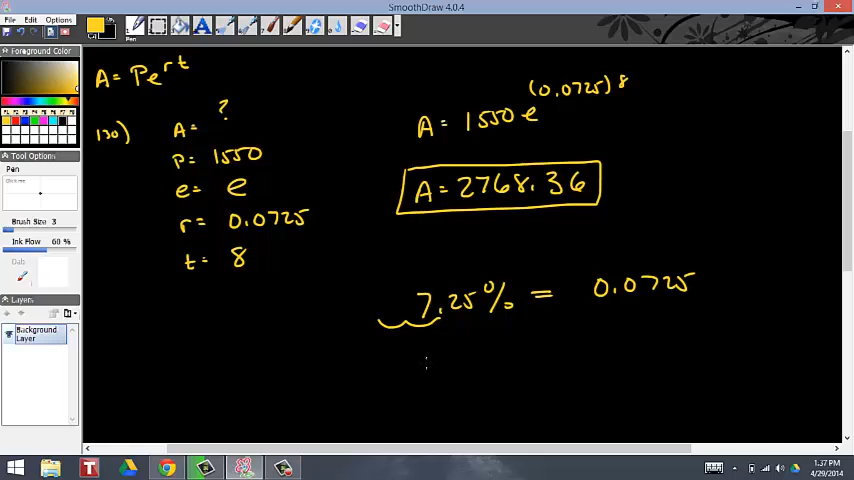 SmoothDraw 4.0.4
File Edit Options
Pen
Foreground Color
Tool Options
Pen
Brush Size 3
Ink Flow 60 %
Dab
Layers
Background Layer
A = Pe^rt
130)
A = ?
P = 1550
e = e
r = 0.0725
t = 8
A = 1550 e^(0.0725)8
A = 2768.36
7.25% = 0.0725
1:37 PM
4/29/2014